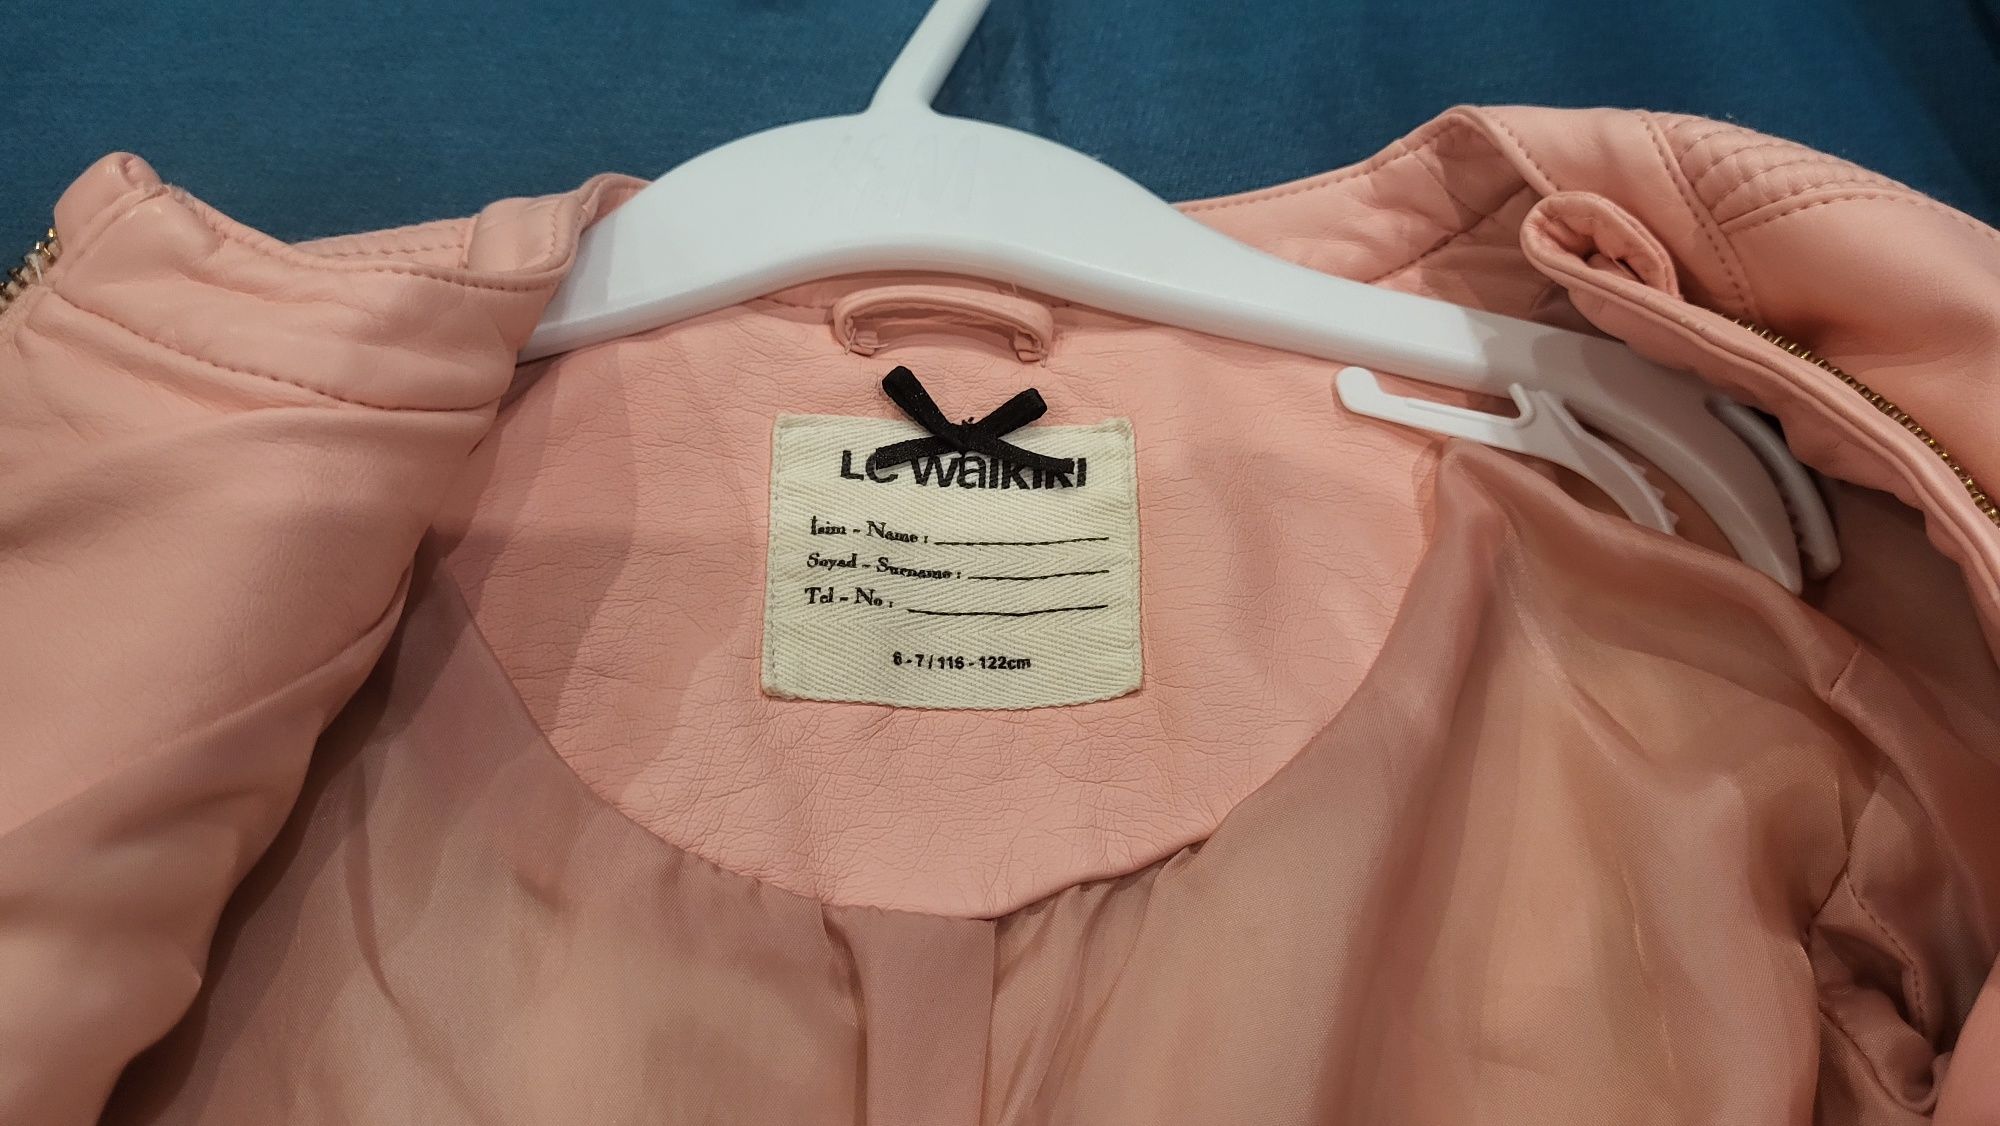 LC Waikiki
İsim - Name :
Soyad - Surname :
Tel - No :
6 - 7 / 116 - 122cm